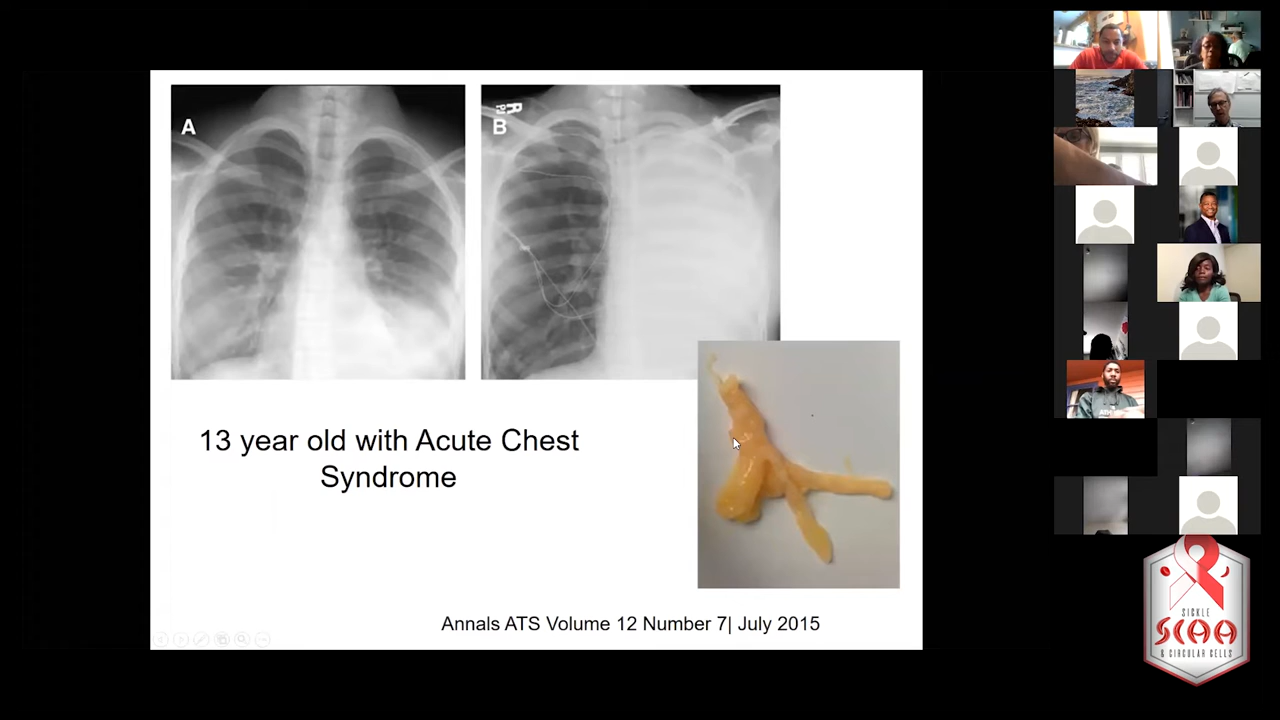 A
B
R
13 year old with Acute Chest
Syndrome
Annals ATS Volume 12 Number 7| July 2015
SICKLE
SCAA
& CIRCULAR CELLS